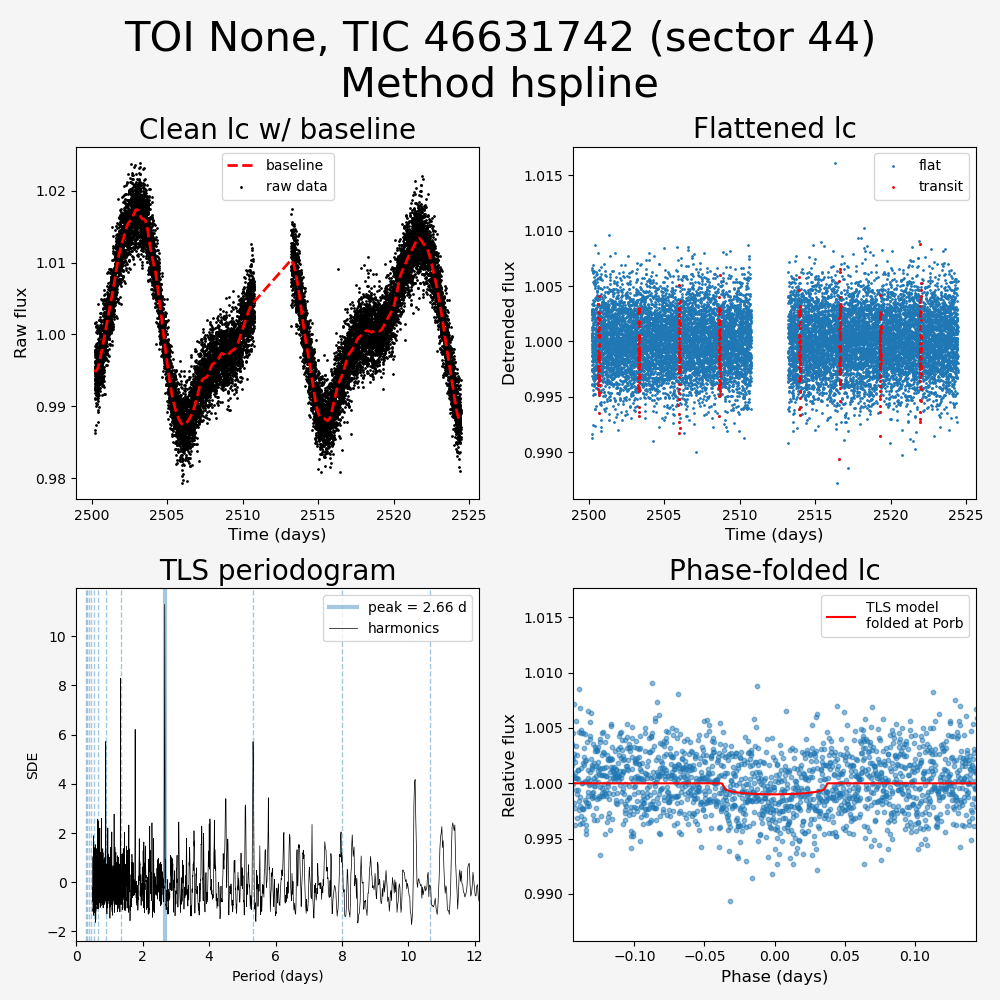 TOI None, TIC 46631742 (sector 44)
Method hspline
Clean lc w/ baseline
baseline
raw data
1.02
1.01
1.00
0.99
0.98
Raw flux
2500
2505
2510
2515
2520
2525
Time (days)
Flattened lc
flat
transit
1.015
1.010
1.005
1.000
0.995
0.990
Detrended flux
2500
2505
2510
2515
2520
2525
Time (days)
TLS periodogram
peak = 2.66 d
harmonics
10
8
6
4
2
0
−2
SDE
0
2
4
6
8
10
12
Period (days)
Phase-folded lc
TLS model
folded at Porb
1.015
1.010
1.005
1.000
0.995
0.990
Relative flux
−0.10
−0.05
0.00
0.05
0.10
Phase (days)